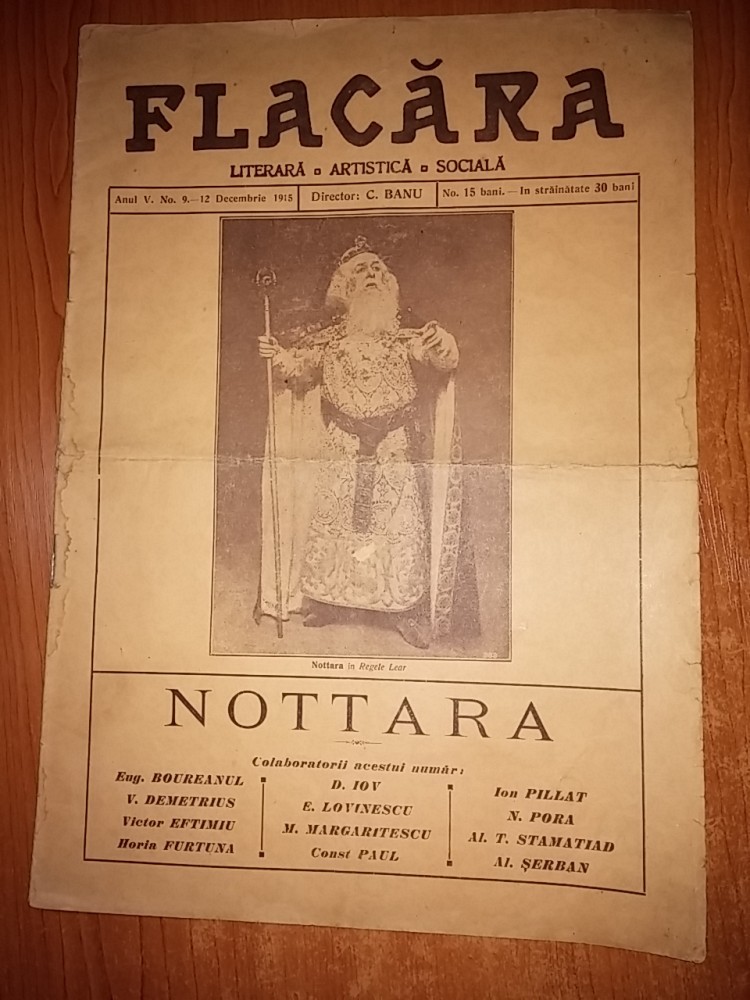 FLACĂRA
LITERARĂ ▫ ARTISTICĂ ▫ SOCIALĂ
Anul V. No. 9.—12 Decembrie 1915
Director: C. BANU
No. 15 bani. — In străinătate 30 bani
Nottara in Regele Lear
NOTTARA
Colaboratorii acestui număr:
Eug. BOUREANUL
V. DEMETRIUS
Victor EFTIMIU
Horia FURTUNA
D. IOV
E. LOVINESCU
M. MARGARITESCU
Const PAUL
Ion PILLAT
N. PORA
Al. T. STAMATIAD
Al. ȘERBAN